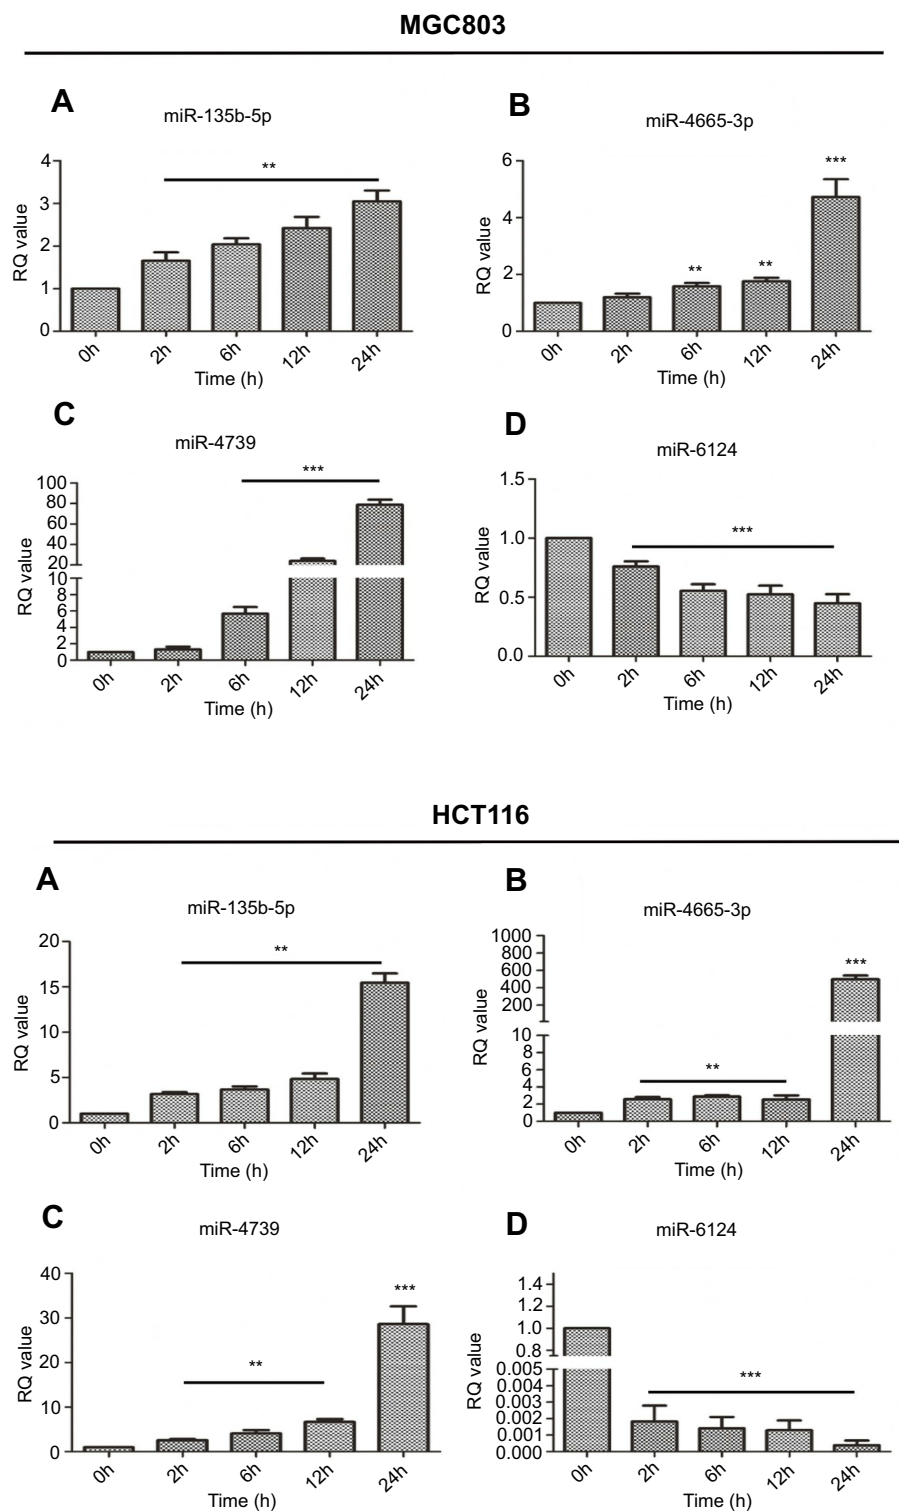 MGC803
A
miR-135b-5p
RQ value
4
3
2
1
0
**
0h 2h 6h 12h 24h
Time (h)
B
miR-4665-3p
RQ value
6
4
2
0
** ** ***
0h 2h 6h 12h 24h
Time (h)
C
miR-4739
RQ value
100
80
60
40
20
10
8
6
4
2
0
***
0h 2h 6h 12h 24h
Time (h)
D
miR-6124
RQ value
1.5
1.0
0.5
0.0
***
0h 2h 6h 12h 24h
Time (h)
HCT116
A
miR-135b-5p
RQ value
20
15
10
5
0
**
0h 2h 6h 12h 24h
Time (h)
B
miR-4665-3p
RQ value
1000
800
600
400
200
10
8
6
4
2
0
** ***
0h 2h 6h 12h 24h
Time (h)
C
miR-4739
RQ value
40
30
20
10
0
** ***
0h 2h 6h 12h 24h
Time (h)
D
miR-6124
RQ value
1.4
1.2
1.0
0.8
0.005
0.004
0.003
0.002
0.001
0.000
***
0h 2h 6h 12h 24h
Time (h)